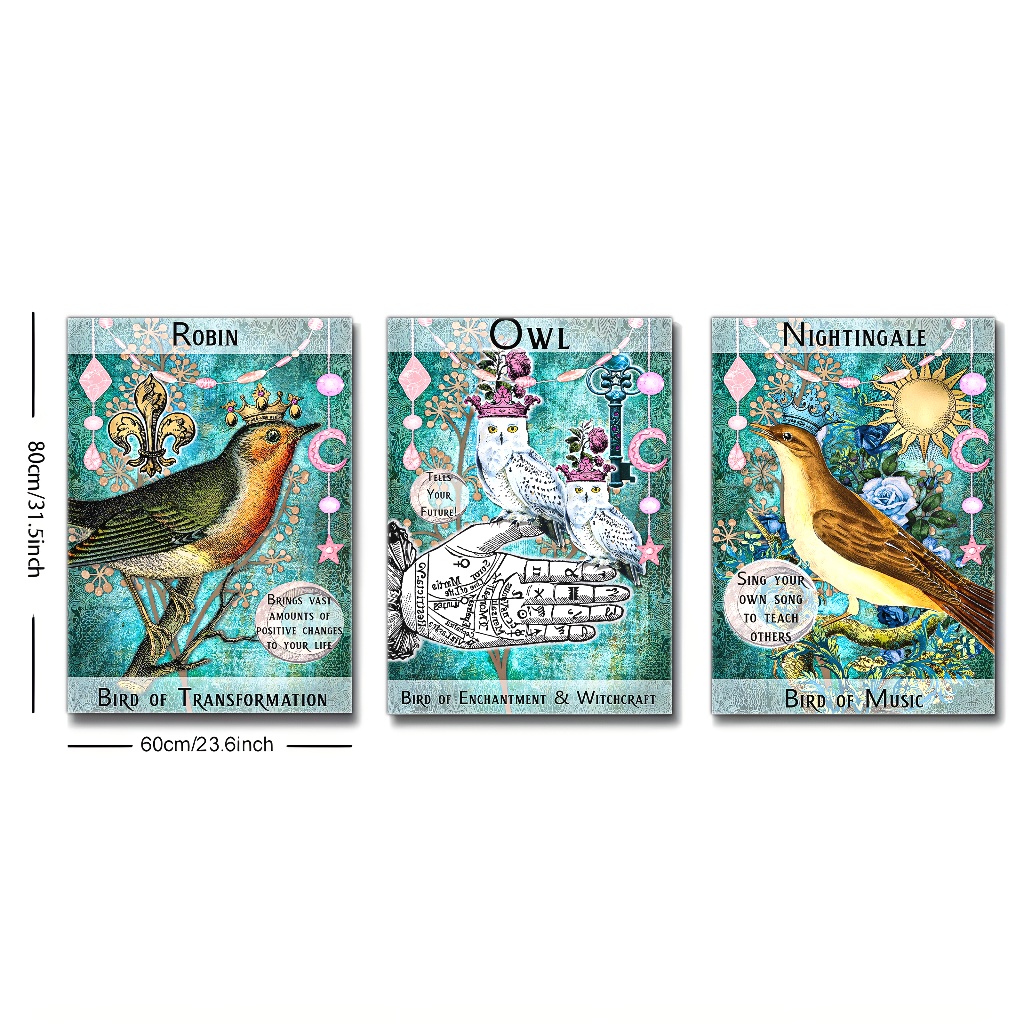 Robin
Brings vast
amounts of
positive changes
to your life
Bird of Transformation
Owl
Tells
Your
Future!
Bird of Enchantment & Witchcraft
Nightingale
Sing your
own song
to teach
others
Bird of Music
80cm/31.5inch
60cm/23.6inch